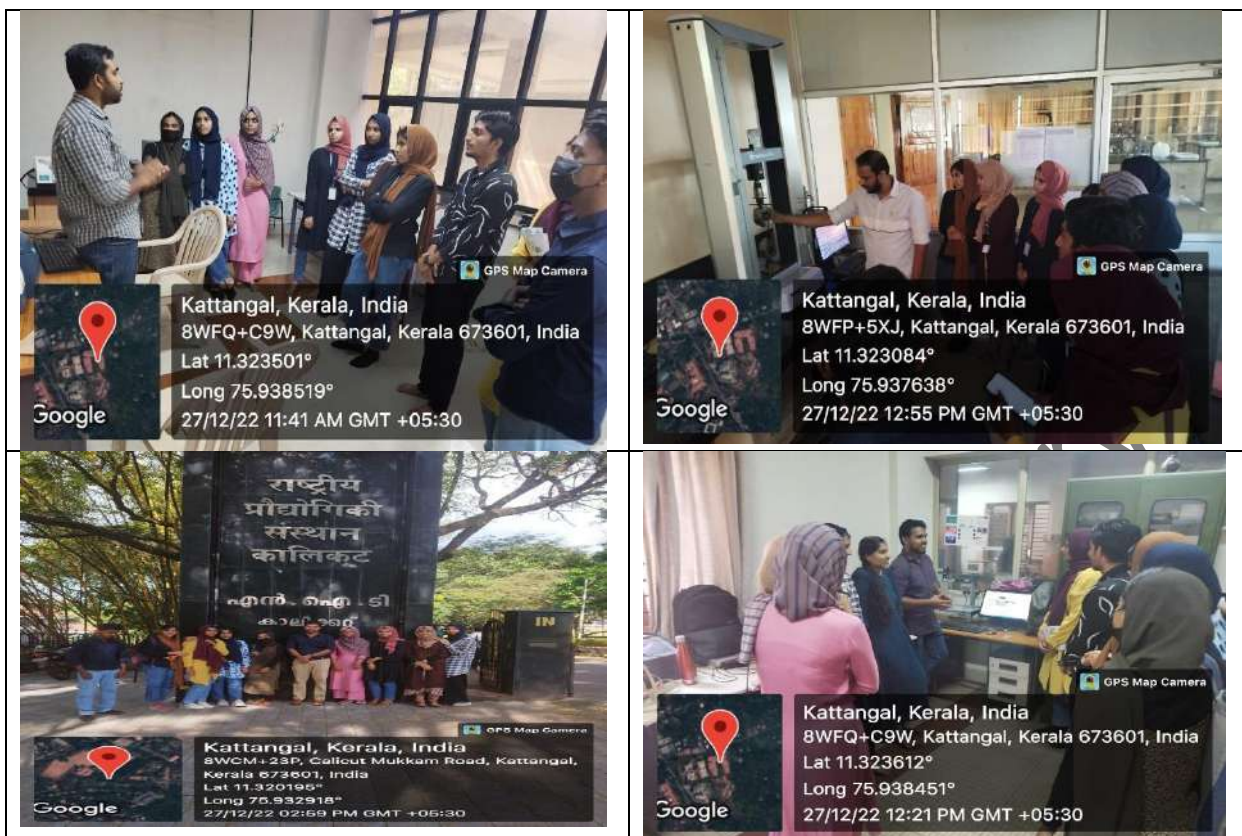 GPS Map Camera
Kattangal, Kerala, India
8WFQ+C9W, Kattangal, Kerala 673601, India
Lat 11.323501°
Long 75.938519°
27/12/22 11:41 AM GMT +05:30
Google
GPS Map Camera
Kattangal, Kerala, India
8WFP+5XJ, Kattangal, Kerala 673601, India
Lat 11.323084°
Long 75.937638°
27/12/22 12:55 PM GMT +05:30
Google
राष्ट्रीय
प्रौद्योगिकी
संस्थान
कालिकट
എൻ. ഐ. ടി
കാലിക്കറ്റ്
IN
GPS Map Camera
Kattangal, Kerala, India
8WCM+23P, Calicut Mukkam Road, Kattangal,
Kerala 673601, India
Lat 11.320195°
Long 75.932918°
27/12/22 02:59 PM GMT +05:30
Google
GPS Map Camera
Kattangal, Kerala, India
8WFQ+C9W, Kattangal, Kerala 673601, India
Lat 11.323612°
Long 75.938451°
27/12/22 12:21 PM GMT +05:30
Google